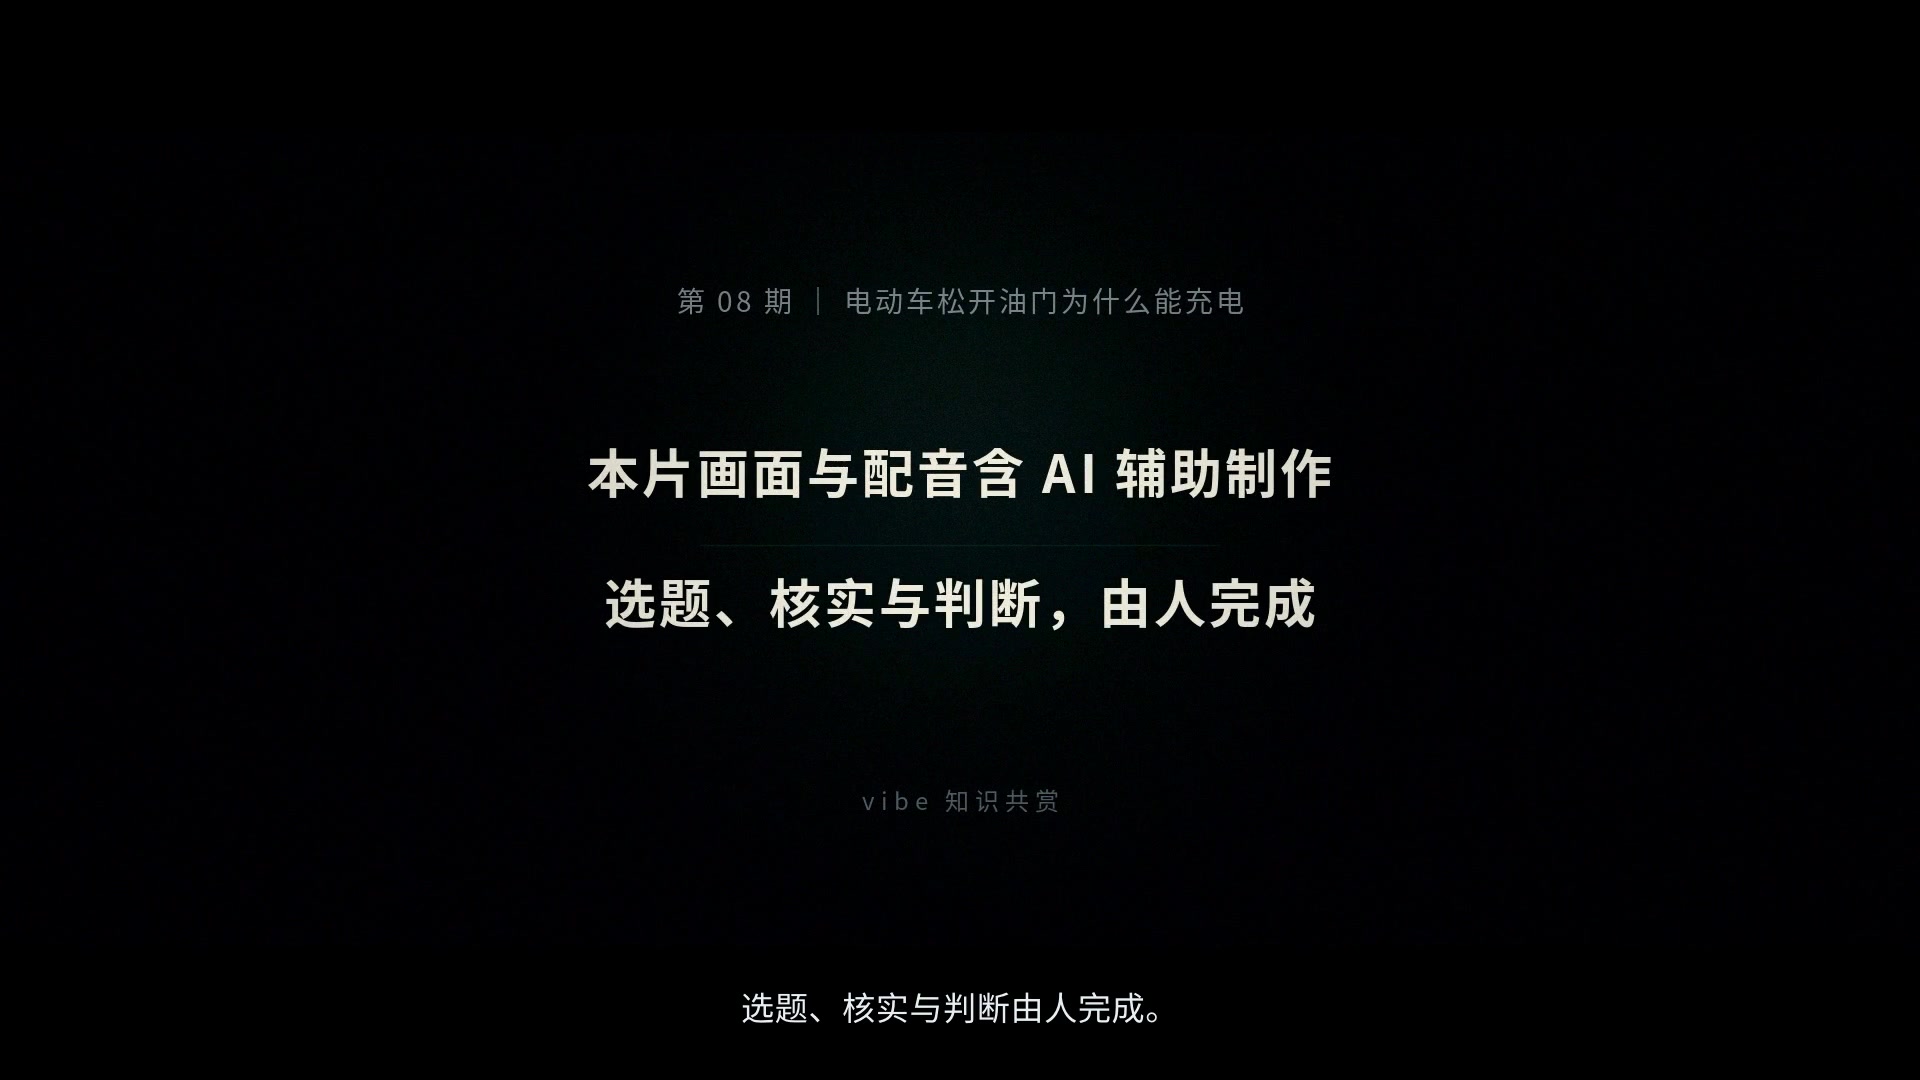 第 08 期 | 电动车松开油门为什么能充电
本片画面与配音含 AI 辅助制作
选题、核实与判断，由人完成
vibe 知识共赏
选题、核实与判断由人完成。